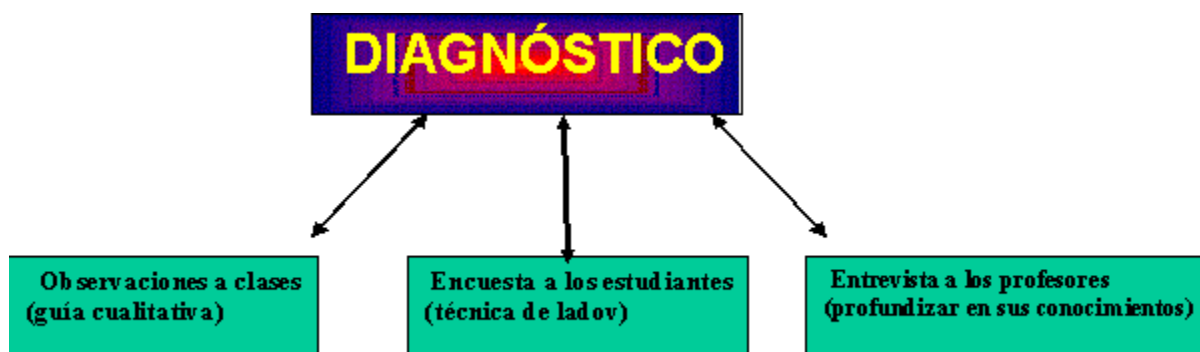 DIAGNÓSTICO
Observaciones a clases
(guía cualitativa)
Encuesta a los estudiantes
(técnica de ladov)
Entrevista a los profesores
(profundizar en sus conocimientos)